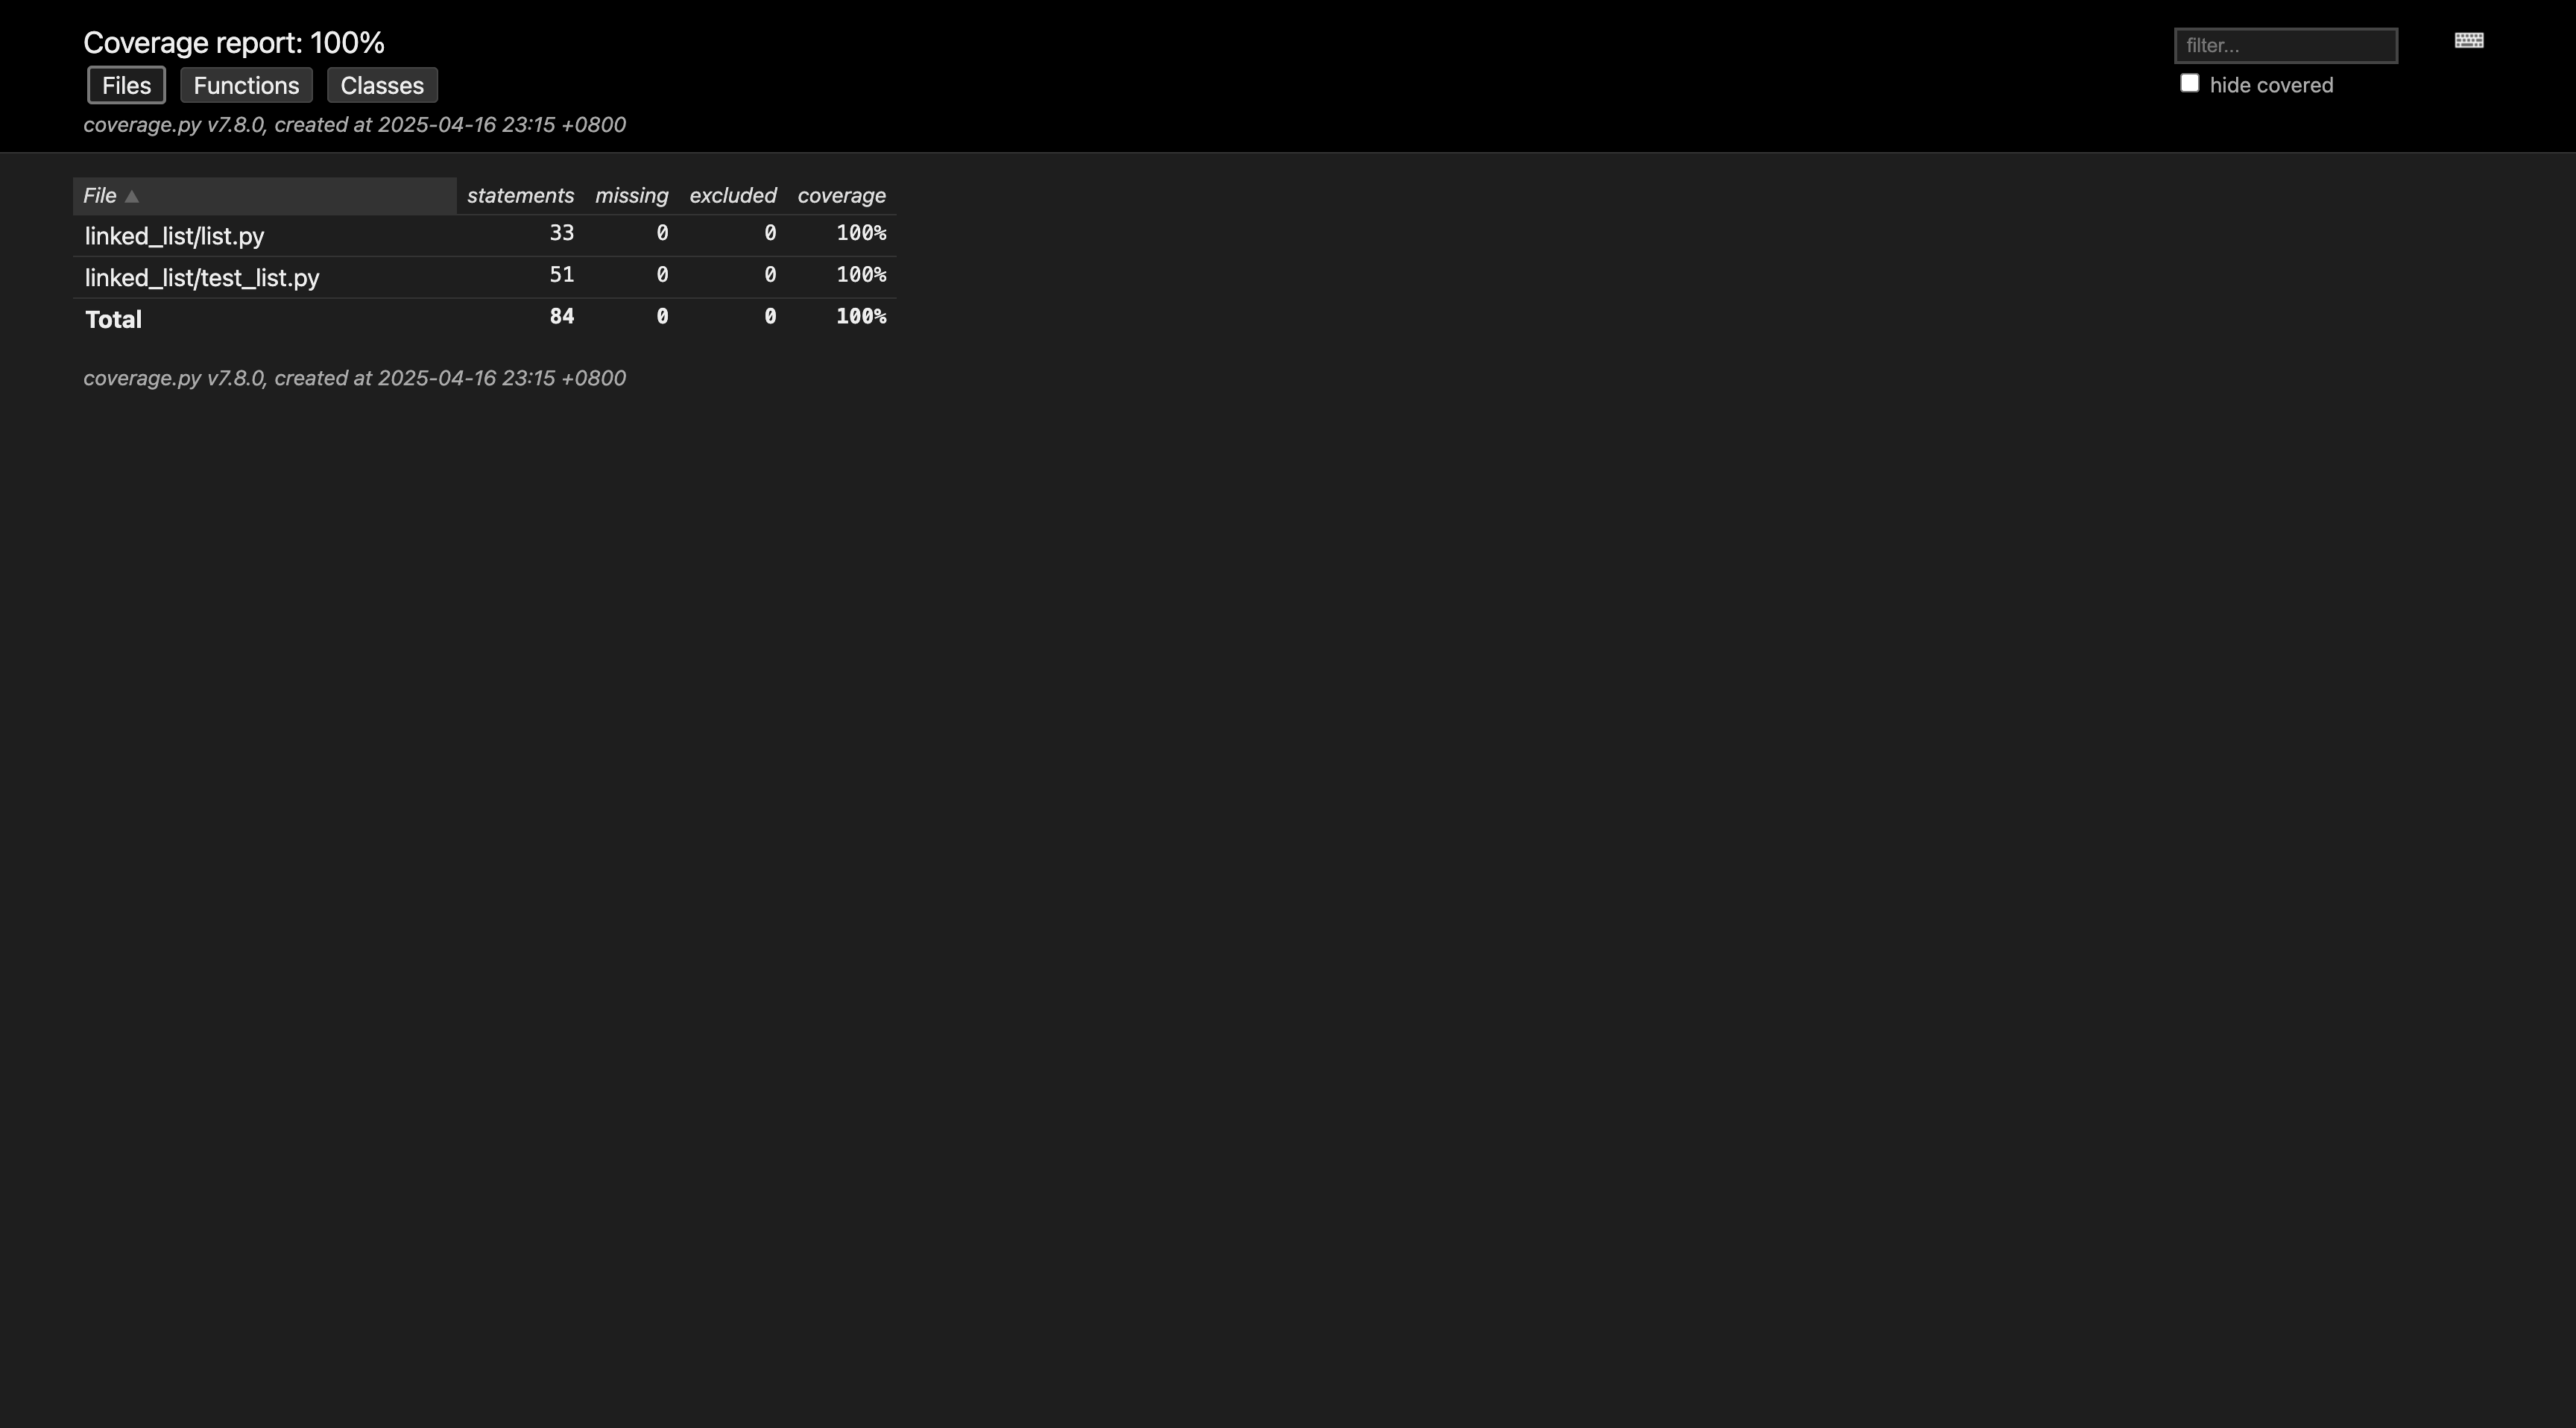 Coverage report: 100%
filter...
Files Functions Classes
hide covered
coverage.py v7.8.0, created at 2025-04-16 23:15 +0800
File ▲ statements missing excluded coverage
linked_list/list.py 33 0 0 100%
linked_list/test_list.py 51 0 0 100%
Total 84 0 0 100%
coverage.py v7.8.0, created at 2025-04-16 23:15 +0800